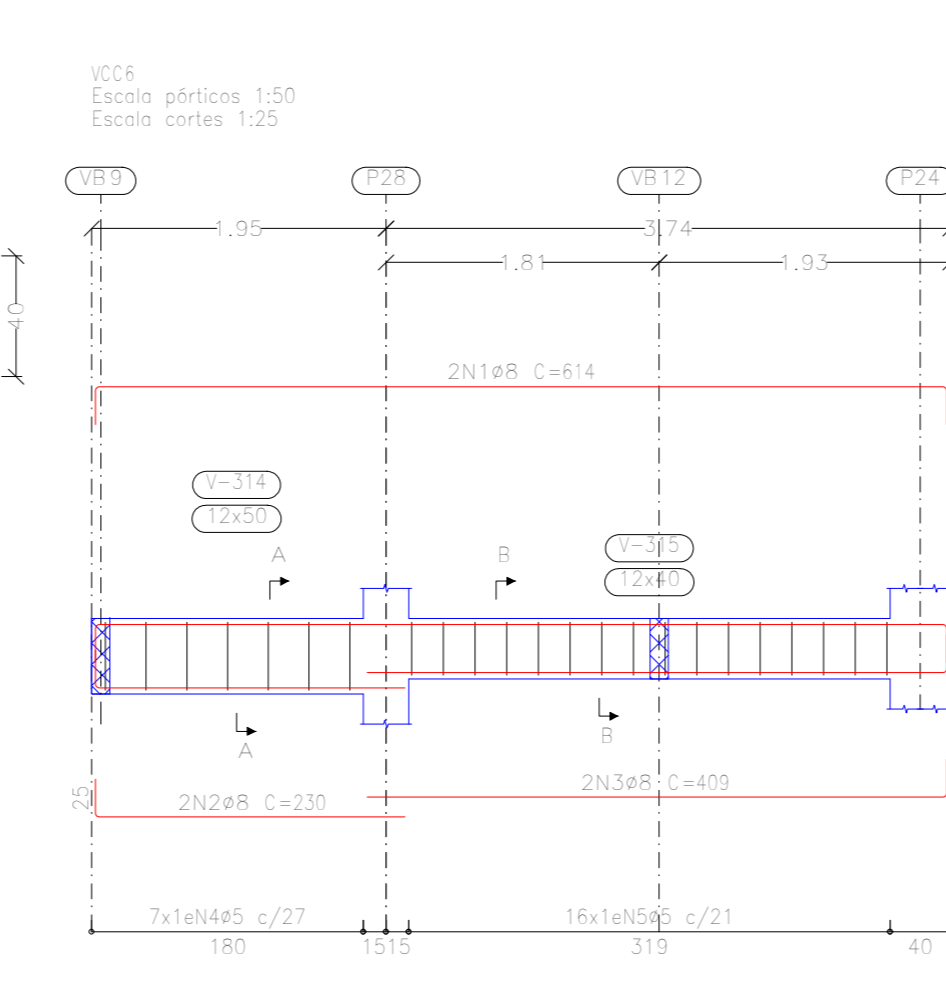 VCC6
Escala pórticos 1:50
Escala cortes 1:25
VB9 P28 VB12 P24
1.95 3.74
1.81 1.93
40
2N1ø8 C=614
V-314
12x50
A B
V-315
12x40
A B
25
2N2ø8 C=230
2N3ø8 C=409
7x1eN4ø5 c/27 16x1eN5ø5 c/21
180 15 15 319 40